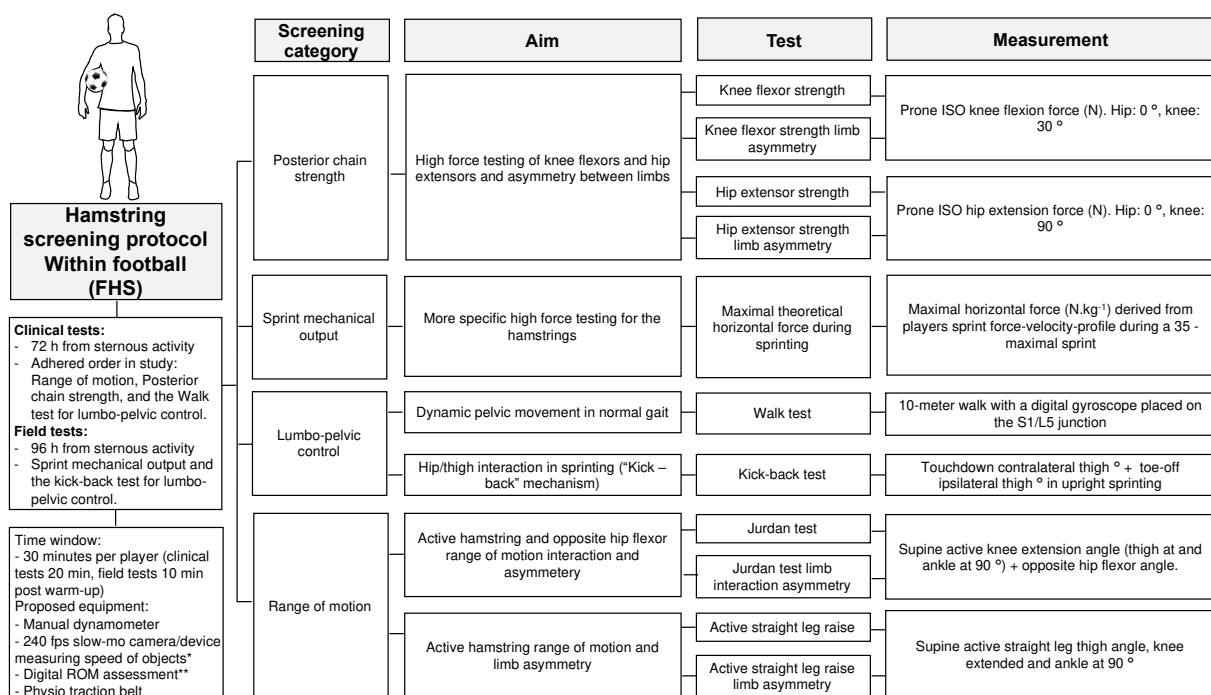 Hamstring
screening protocol
Within football
(FHS)
Clinical tests:
- 72 h from sternous activity
- Adhered order in study:
Range of motion, Posterior
chain strength, and the Walk
test for lumbo-pelvic control.
Field tests:
- 96 h from sternous activity
- Sprint mechanical output and
the kick-back test for lumbo-
pelvic control.
Time window:
- 30 minutes per player (clinical
tests 20 min, field tests 10 min
post warm-up)
Proposed equipment:
- Manual dynamometer
- 240 fps slow-mo camera/device
measuring speed of objects*
- Digital ROM assessment**
- Physio traction belt
Screening
category
Aim
Test
Measurement
Posterior chain
strength
High force testing of knee flexors and hip
extensors and asymmetry between limbs
Knee flexor strength
Knee flexor strength limb
asymmetry
Prone ISO knee flexion force (N). Hip: 0 º, knee:
30 º
Hip extensor strength
Hip extensor strength
limb asymmetry
Prone ISO hip extension force (N). Hip: 0 º, knee:
90 º
Sprint mechanical
output
More specific high force testing for the
hamstrings
Maximal theoretical
horizontal force during
sprinting
Maximal horizontal force (N.kg⁻¹) derived from
players sprint force-velocity-profile during a 35 -
maximal sprint
Lumbo-pelvic
control
Dynamic pelvic movement in normal gait
Walk test
10-meter walk with a digital gyroscope placed on
the S1/L5 junction
Hip/thigh interaction in sprinting (“Kick –
back” mechanism)
Kick-back test
Touchdown contralateral thigh º + toe-off
ipsilateral thigh º in upright sprinting
Range of motion
Active hamstring and opposite hip flexor
range of motion interaction and
asymmetery
Jurdan test
Jurdan test limb
interaction asymmetry
Supine active knee extension angle (thigh at and
ankle at 90 º) + opposite hip flexor angle.
Active hamstring range of motion and
limb asymmetry
Active straight leg raise
Active straight leg raise
limb asymmetry
Supine active straight leg thigh angle, knee
extended and ankle at 90 º